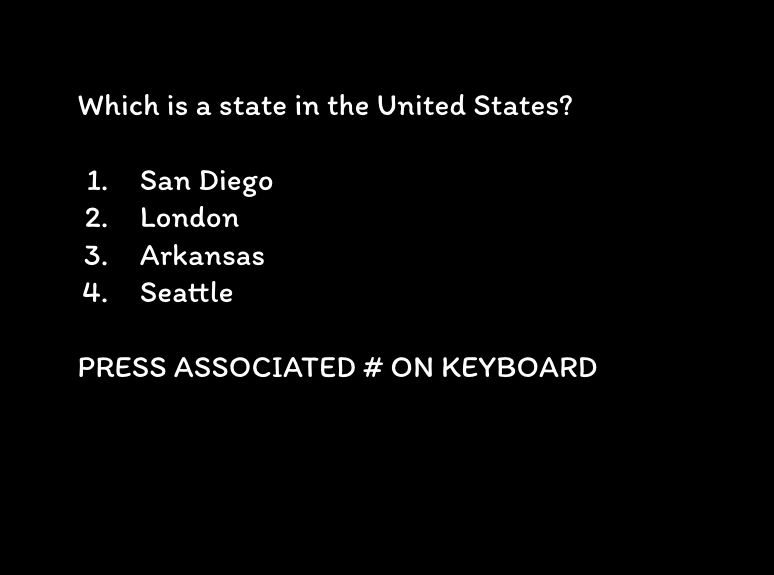 Which is a state in the United States?
1. San Diego
2. London
3. Arkansas
4. Seattle
PRESS ASSOCIATED # ON KEYBOARD